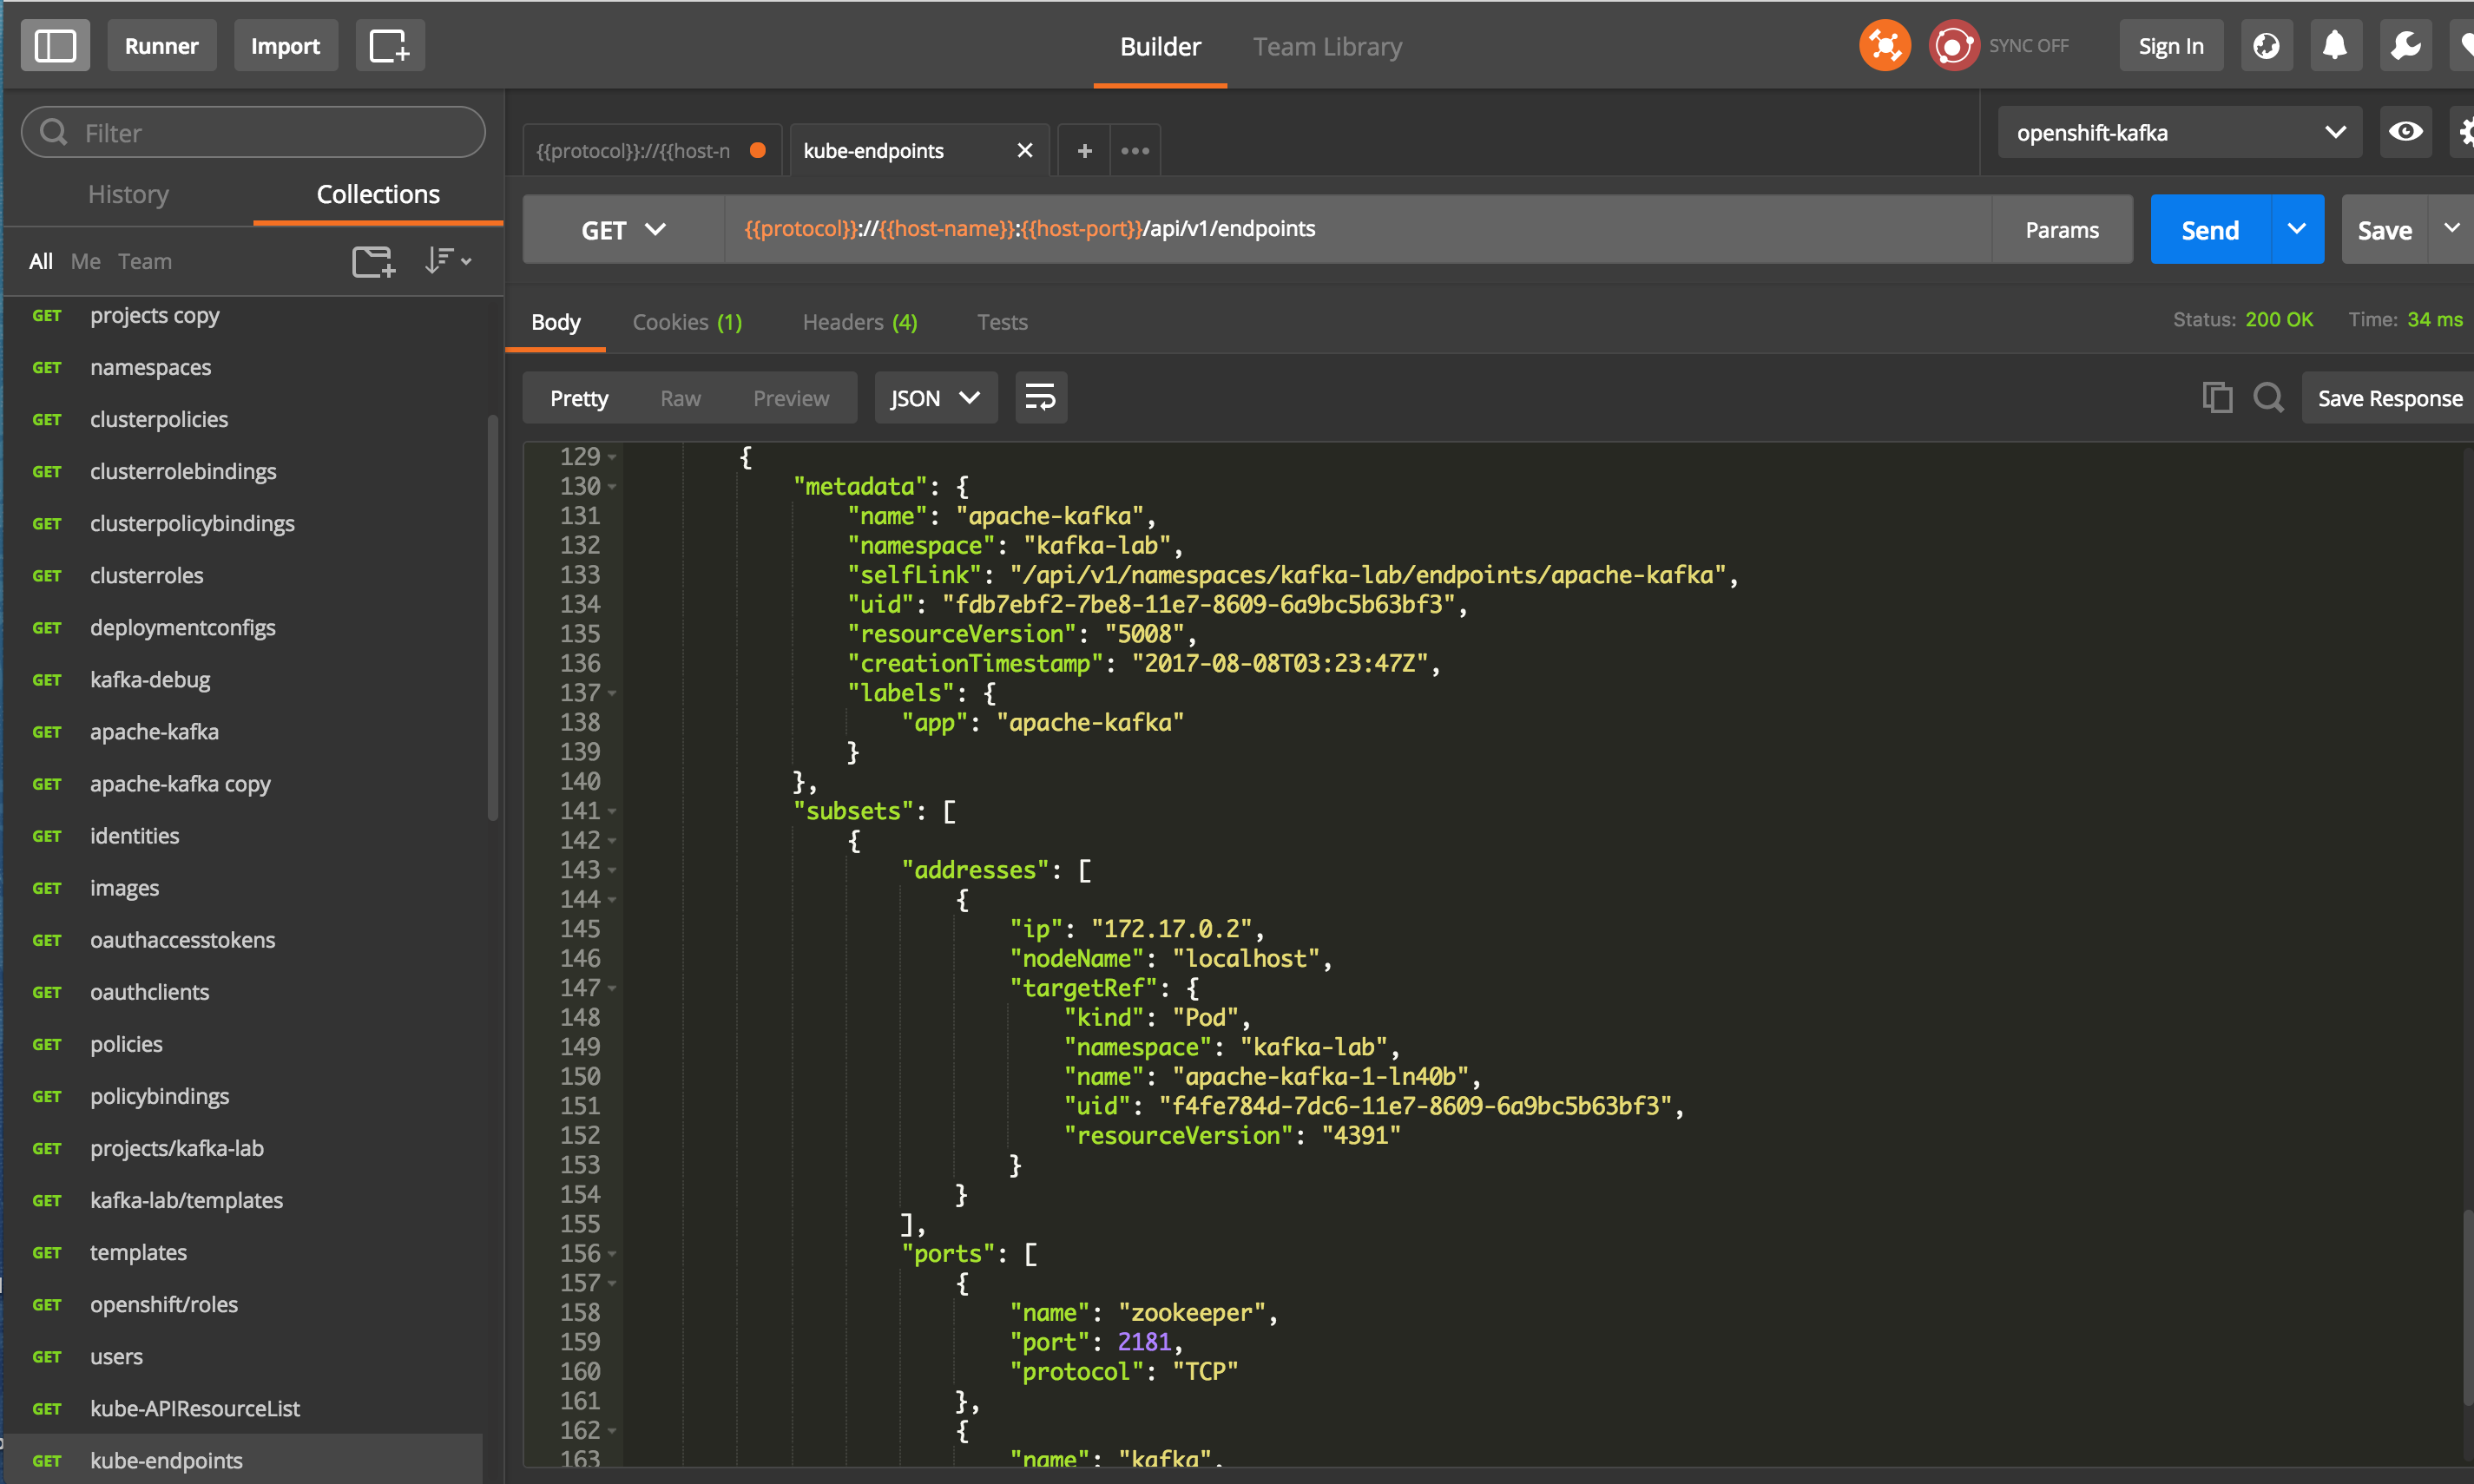 Runner Import Builder Team Library SYNC OFF Sign In
Filter
History Collections
All Me Team
GET projects copy
GET namespaces
GET clusterpolicies
GET clusterrolebindings
GET clusterpolicybindings
GET clusterroles
GET deploymentconfigs
GET kafka-debug
GET apache-kafka
GET apache-kafka copy
GET identities
GET images
GET oauthaccesstokens
GET oauthclients
GET policies
GET policybindings
GET projects/kafka-lab
GET kafka-lab/templates
GET templates
GET openshift/roles
GET users
GET kube-APIResourceList
GET kube-endpoints
{{protocol}}://{{host-n kube-endpoints + ••• openshift-kafka
GET {{protocol}}://{{host-name}}:{{host-port}}/api/v1/endpoints Params Send Save
Body Cookies (1) Headers (4) Tests Status: 200 OK Time: 34 ms
Pretty Raw Preview JSON Save Response
129 {
130 "metadata": {
131 "name": "apache-kafka",
132 "namespace": "kafka-lab",
133 "selfLink": "/api/v1/namespaces/kafka-lab/endpoints/apache-kafka",
134 "uid": "fdb7ebf2-7be8-11e7-8609-6a9bc5b63bf3",
135 "resourceVersion": "5008",
136 "creationTimestamp": "2017-08-08T03:23:47Z",
137 "labels": {
138 "app": "apache-kafka"
139 }
140 },
141 "subsets": [
142 {
143 "addresses": [
144 {
145 "ip": "172.17.0.2",
146 "nodeName": "localhost",
147 "targetRef": {
148 "kind": "Pod",
149 "namespace": "kafka-lab",
150 "name": "apache-kafka-1-ln40b",
151 "uid": "f4fe784d-7dc6-11e7-8609-6a9bc5b63bf3",
152 "resourceVersion": "4391"
153 }
154 }
155 ],
156 "ports": [
157 {
158 "name": "zookeeper",
159 "port": 2181,
160 "protocol": "TCP"
161 },
162 {
163 "name": "kafka",